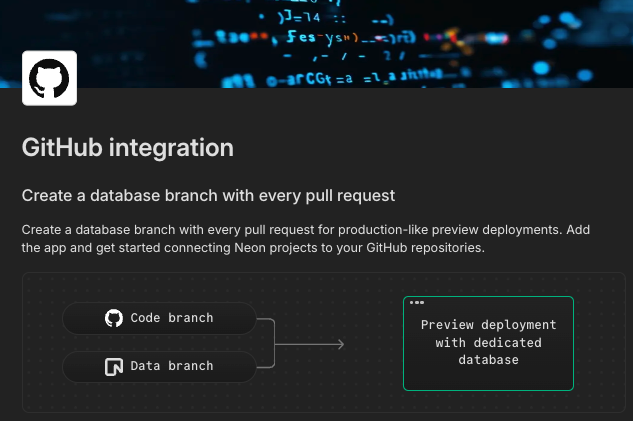 GitHub integration
Create a database branch with every pull request
Create a database branch with every pull request for production-like preview deployments. Add
the app and get started connecting Neon projects to your GitHub repositories.
Code branch
Data branch
Preview deployment
with dedicated
database